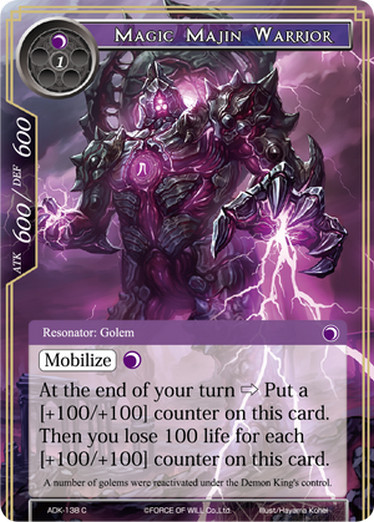 Magic Majin Warrior
1
ATK 600 / DEF 600
Resonator: Golem
Mobilize
At the end of your turn ⇨ Put a
[+100/+100] counter on this card.
Then you lose 100 life for each
[+100/+100] counter on this card.
A number of golems were reactivated under the Demon King's control.
ADK-138 C ©FORCE OF WILL Co.,Ltd. Illust/Hayama Kohei